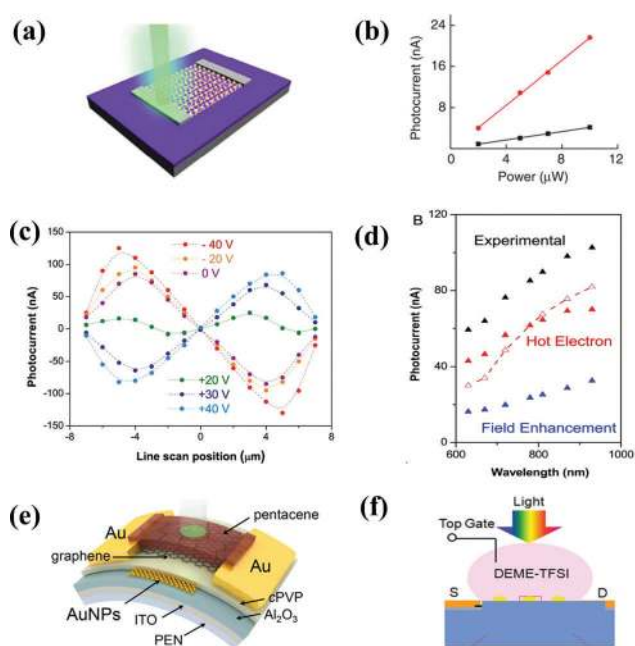 (a)
(b)
Photocurrent (nA)
24
16
8
0 4 8 12
Power (μW)
(c)
Photocurrent (nA)
150
100
50
0
-50
-100
-150
- 40 V
- 20 V
0 V
+20 V
+30 V
+40 V
-8 -4 0 4 8
Line scan position (μm)
(d)
B
Photocurrent (nA)
120
80
40
0
Experimental
Hot Electron
Field Enhancement
600 700 800 900 1000
Wavelength (nm)
(e)
Au
pentacene
graphene
Au
AuNPs
ITO
PEN
cPVP
Al2O3
(f)
Light
Top Gate
DEME-TFSI
S
D